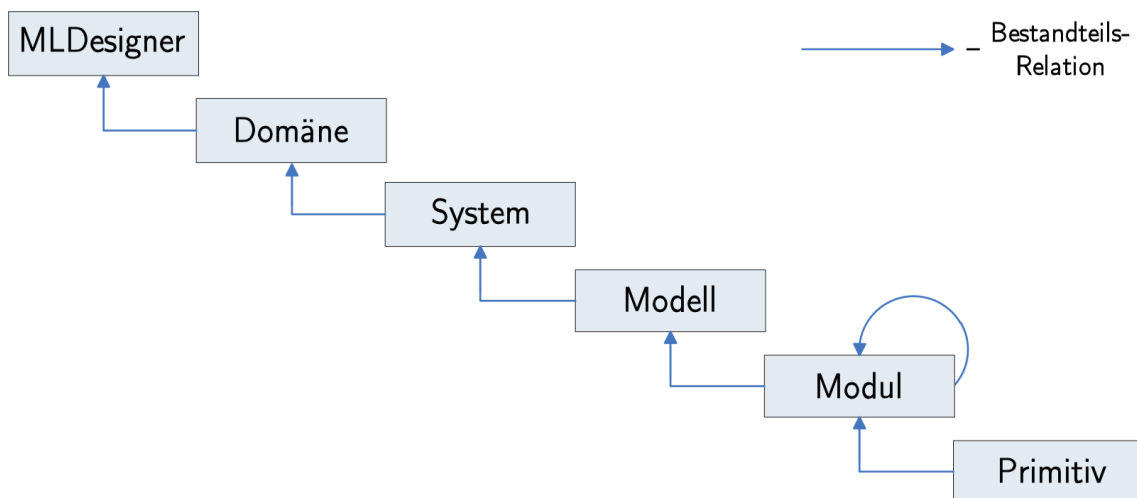 MLDesigner
– Bestandteils-
Relation
Domäne
System
Modell
Modul
Primitiv